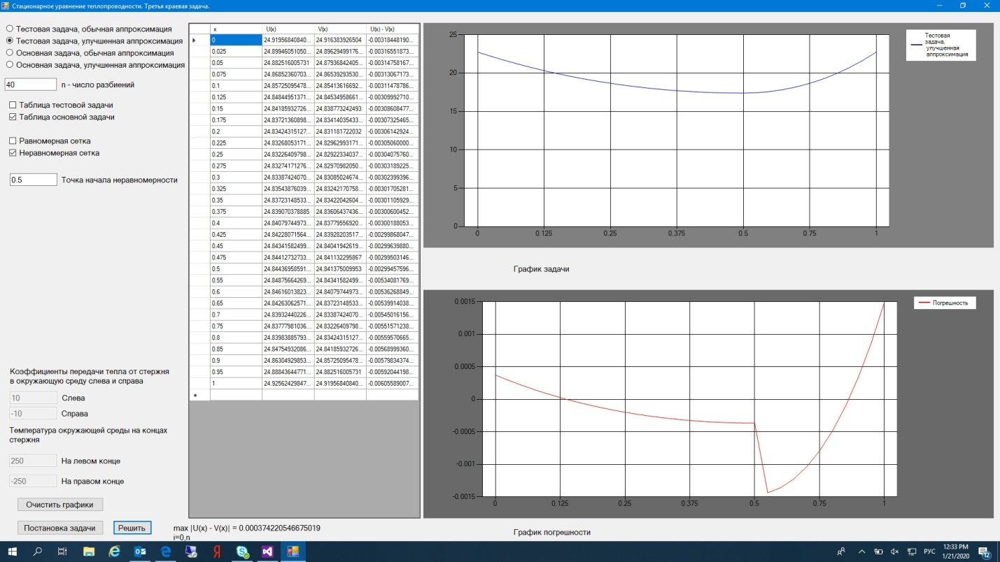 Стационарное уравнение теплопроводности. Третья краевая задача.
Тестовая задача, обычная аппроксимация
Тестовая задача, улучшенная аппроксимация
Основная задача, обычная аппроксимация
Основная задача, улучшенная аппроксимация
40 n - число разбиений
Таблица тестовой задачи
Таблица основной задачи
Равномерная сетка
Неравномерная сетка
0.5 Точка начала неравномерности
Коэффициенты передачи тепла от стержня
в окружающую среду слева и справа
10 Слева
-10 Справа
Температура окружающей среды на концах
стержня
250 На левом конце
-250 На правом конце
Очистить графики
Постановка задачи Решить
x U(x) V(x) U(x) - V(x)
0 24.91956840840... 24.916383926504 -0.00318448190...
0.025 24.89946051050... 24.89629499176... -0.00316551873...
0.05 24.882516005731 24.87936842405... -0.00314758167...
0.075 24.86852360703... 24.86539293530... -0.00313067173...
0.1 24.85725095478... 24.85413616692... -0.00311478786...
0.125 24.84844951371... 24.84534958661... -0.00309992710...
0.15 24.84185932726... 24.838773242493 -0.00308608477...
0.175 24.83721360898... 24.83414035433... -0.00307325465...
0.2 24.83424315127... 24.831181722032 -0.00306142924...
0.225 24.83268053171... 24.82962993171... -0.00305060000...
0.25 24.83226409798... 24.82922334037... -0.00304075760...
0.275 24.83274171276... 24.82970982050... -0.00303189225...
0.3 24.83387424070... 24.83085024674... -0.00302399396...
0.325 24.83543876039... 24.83242170758... -0.00301705281...
0.35 24.83723148533... 24.83422042604... -0.00301105929...
0.375 24.839070378885 24.83606437436... -0.00300600452...
0.4 24.84079744973... 24.83779556920... -0.00300188053...
0.425 24.84228071564... 24.83928203517... -0.00299868047...
0.45 24.84341582499... 24.84041942619... -0.00299639880...
0.475 24.84412732733... 24.841132295867 -0.00299503146...
0.5 24.84436958591... 24.841375009953 -0.00299457596...
0.55 24.84875664269... 24.84341582499... -0.00534081769...
0.6 24.84616013823... 24.84079744973... -0.00536268849...
0.65 24.84263062571... 24.83723148533... -0.00539914038...
0.7 24.83932440226... 24.83387424070... -0.00545016156...
0.75 24.83777981036... 24.83226409798... -0.00551571238...
0.8 24.83983885793... 24.83424315127... -0.00559570665...
0.85 24.84754932086... 24.84185932726... -0.00568999360...
0.9 24.86304929853... 24.85725095478... -0.00579834374...
0.95 24.88843644771... 24.882516005731 -0.00592044198...
1 24.92562429847... 24.91956840840... -0.00605589007...
max |U(x) - V(x)| = 0.000374220546675019
i=0,n
25
20
15
10
5
0
0 0.125 0.25 0.375 0.5 0.75 1
Тестовая
задача,
улучшенная
аппроксимация
График задачи
0.0015
0.001
0.0005
0
-0.0005
-0.001
-0.0015
0 0.125 0.25 0.375 0.5 0.75 1
Погрешность
График погрешности
РУС
12:33 PM
1/21/2020
12